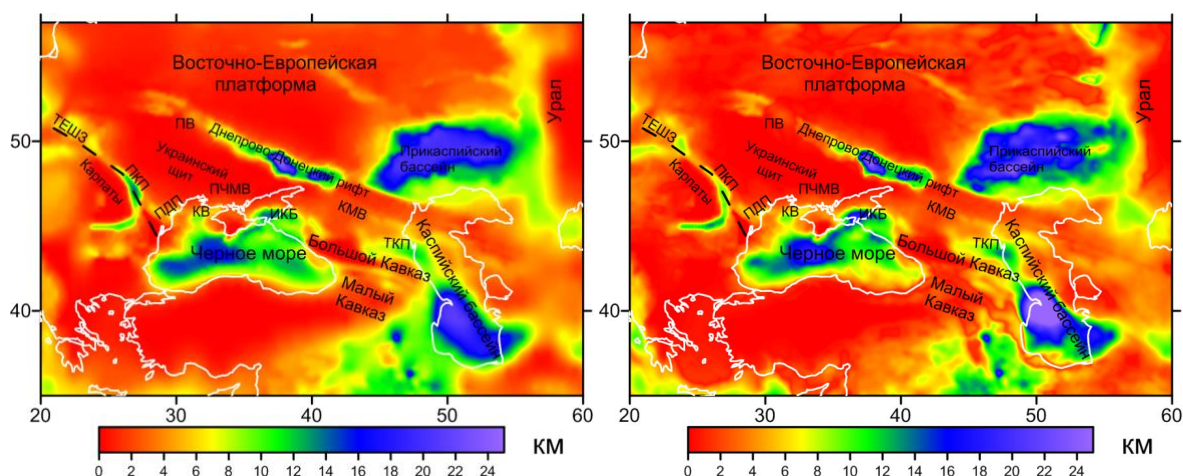 Восточно-Европейская
платформа
Урал
50
ТЕШЗ
ПВ
Днепрово Донецкий рифт
Прикаспийский
бассейн
Карпаты
ПКП
Украинский
щит
ПДП
ПЧМВ
КВ
ИКБ
КМВ
Черное море
ТКП
Большой Кавказ
Каспийский бассейн
Малый
Кавказ
40
20 30 40 50 60
0 2 4 6 8 10 12 14 16 18 20 22 24
км
Восточно-Европейская
платформа
Урал
50
ТЕШЗ
ПВ
Днепрово Донецкий рифт
Прикаспийский
бассейн
Карпаты
ПКП
Украинский
щит
ПДП
ПЧМВ
КВ
ИКБ
КМВ
Черное море
ТКП
Большой Кавказ
Каспийский бассейн
Малый
Кавказ
40
20 30 40 50 60
0 2 4 6 8 10 12 14 16 18 20 22 24
км